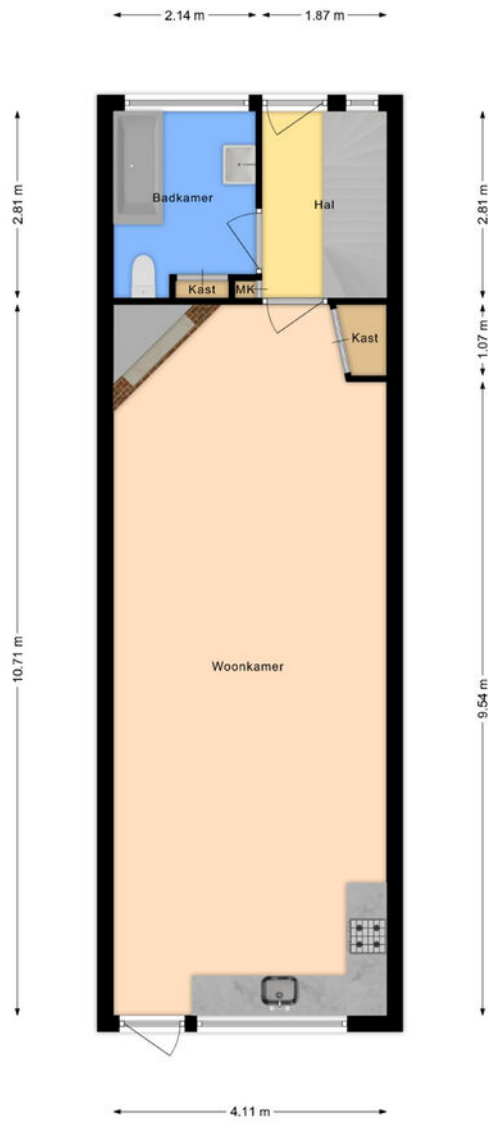 2.14 m
1.87 m
2.81 m
2.81 m
Badkamer
Hal
Kast
MK
1.07 m
Kast
10.71 m
Woonkamer
9.54 m
4.11 m